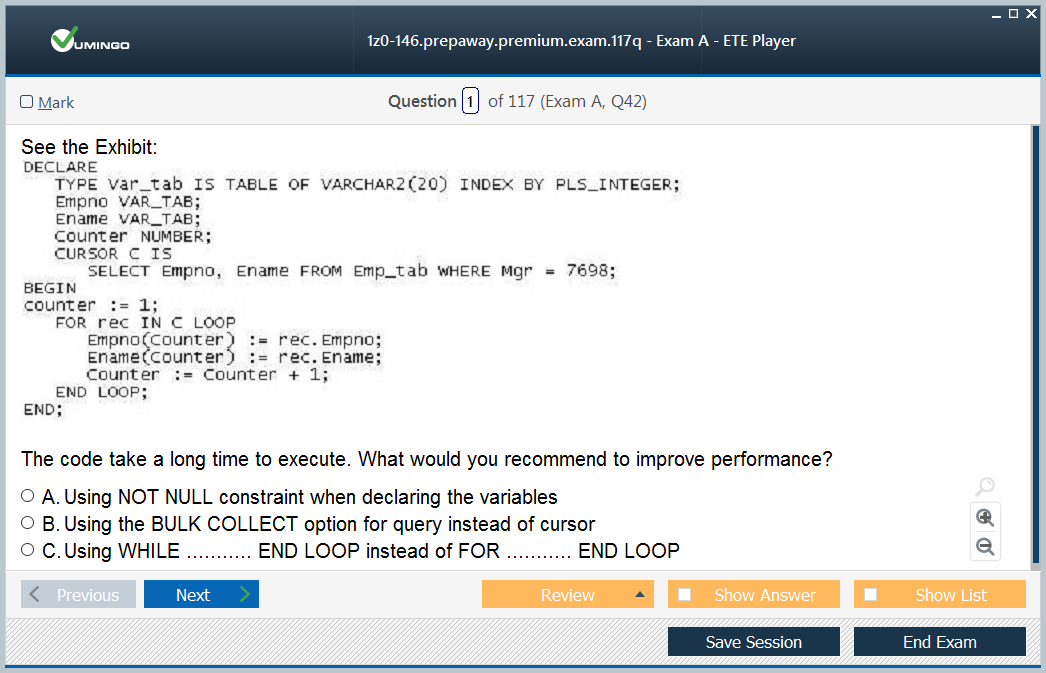 VUMINGO
1z0-146.prepaway.premium.exam.117q - Exam A - ETE Player
Mark
Question 1 of 117 (Exam A, Q42)
See the Exhibit:
DECLARE
TYPE Var_tab IS TABLE OF VARCHAR2(20) INDEX BY PLS_INTEGER;
Empno VAR_TAB;
Ename VAR_TAB;
Counter NUMBER;
CURSOR C IS
SELECT Empno, Ename FROM Emp_tab WHERE Mgr = 7698;
BEGIN
counter := 1;
FOR rec IN C LOOP
Empno(Counter) := rec.Empno;
Ename(Counter) := rec.Ename;
Counter := Counter + 1;
END LOOP;
END;
The code take a long time to execute. What would you recommend to improve performance?
A. Using NOT NULL constraint when declaring the variables
B. Using the BULK COLLECT option for query instead of cursor
C. Using WHILE ........... END LOOP instead of FOR ........... END LOOP
Previous
Next
Review
Show Answer
Show List
Save Session
End Exam